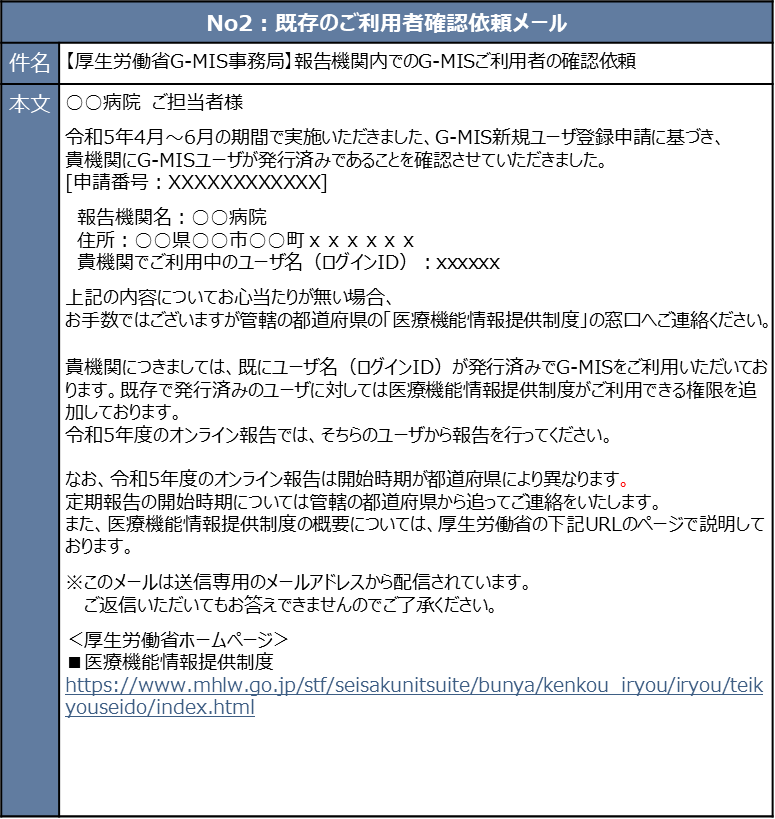 No2：既存のご利用者確認依頼メール
件名
【厚生労働省G-MIS事務局】報告機関内でのG-MISご利用者の確認依頼
本文
○○病院 ご担当者様
令和5年4月～6月の期間で実施いただきました、G-MIS新規ユーザ登録申請に基づき、
貴機関にG-MISユーザが発行済みであることを確認させていただきました。
[申請番号：XXXXXXXXXXXX]
報告機関名：○○病院
住所：○○県○○市○○町ｘｘｘｘｘｘ
貴機関でご利用中のユーザ名（ログインID）：xxxxxx
上記の内容についてお心当たりが無い場合、
お手数ではございますが管轄の都道府県の「医療機能情報提供制度」の窓口へご連絡ください。
貴機関につきましては、既にユーザ名（ログインID）が発行済みでG-MISをご利用いただいてお
ります。既存で発行済みのユーザに対しては医療機能情報提供制度がご利用できる権限を追
加しております。
令和5年度のオンライン報告では、そちらのユーザから報告を行ってください。
なお、令和5年度のオンライン報告は開始時期が都道府県により異なります。
定期報告の開始時期については管轄の都道府県から追ってご連絡をいたします。
また、医療機能情報提供制度の概要については、厚生労働省の下記URLのページで説明して
おります。
※このメールは送信専用のメールアドレスから配信されています。
ご返信いただいてもお答えできませんのでご了承ください。
＜厚生労働省ホームページ＞
■医療機能情報提供制度
https://www.mhlw.go.jp/stf/seisakunitsuite/bunya/kenkou_iryou/iryou/teik
youseido/index.html